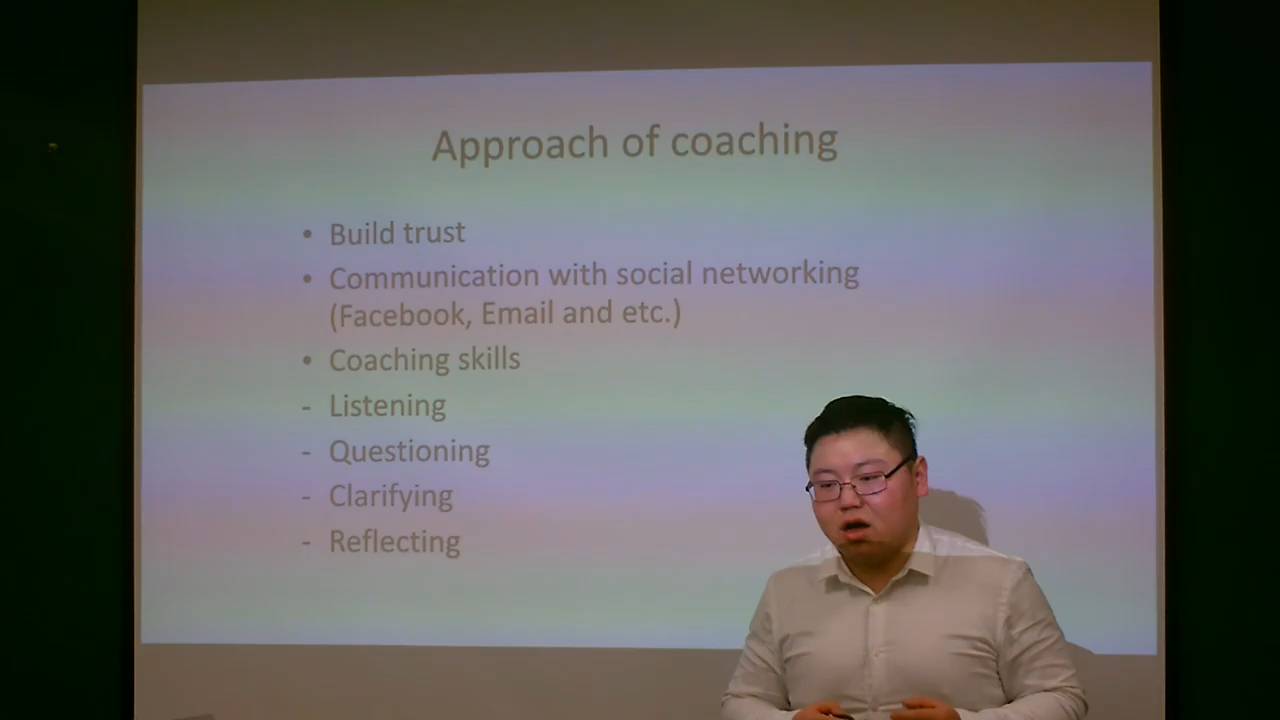 Approach of coaching
• Build trust
• Communication with social networking
(Facebook, Email and etc.)
• Coaching skills
- Listening
- Questioning
- Clarifying
- Reflecting